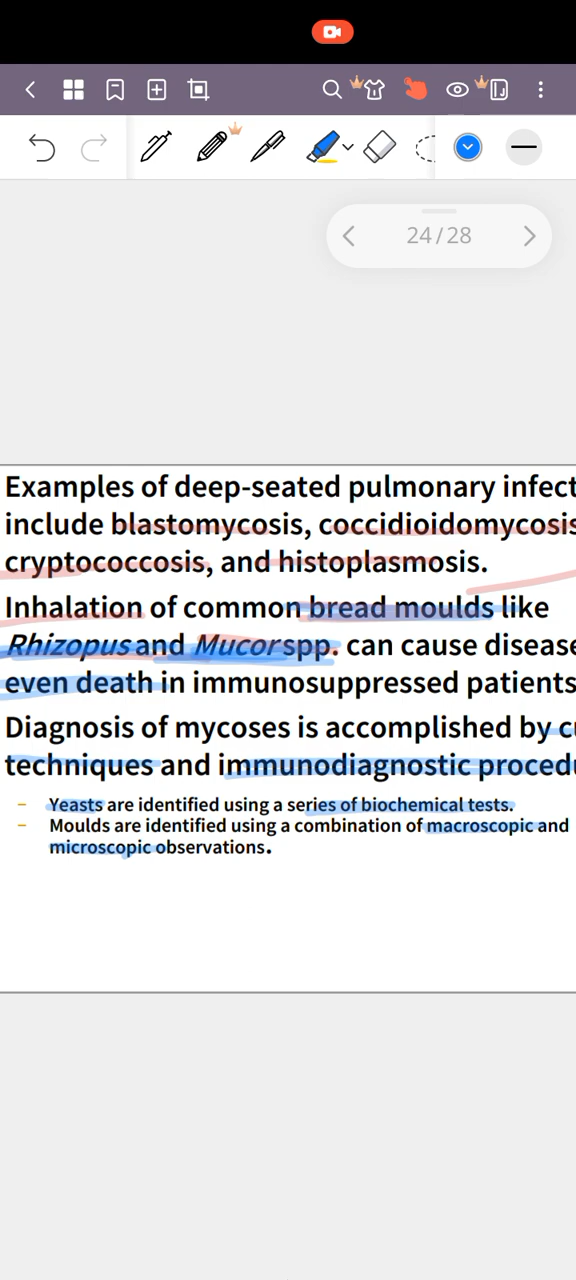 24/28
Examples of deep-seated pulmonary infect
include blastomycosis, coccidioidomycosis
cryptococcosis, and histoplasmosis.
Inhalation of common bread moulds like
Rhizopus and Mucor spp. can cause disease
even death in immunosuppressed patients
Diagnosis of mycoses is accomplished by cu
techniques and immunodiagnostic procedu
– Yeasts are identified using a series of biochemical tests.
– Moulds are identified using a combination of macroscopic and
microscopic observations.